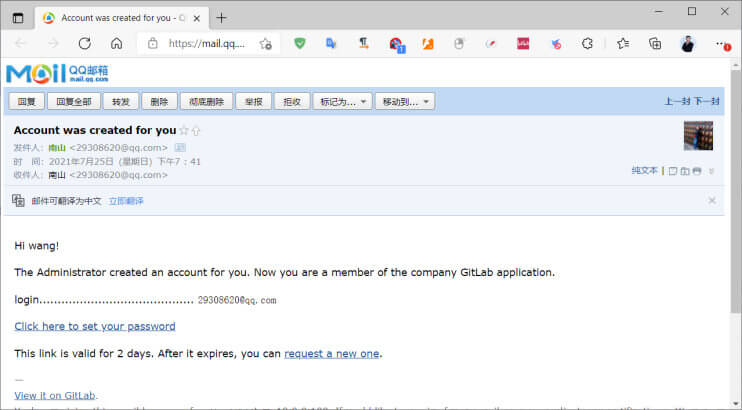 Account was created for you - Q
https://mail.qq....
1
Mail QQ邮箱
mail.qq.com
回复 回复全部 转发 删除 彻底删除 举报 拒收 标记为... 移动到... 上一封 下一封
Account was created for you
发件人：南山 <29308620@qq.com>
时 间：2021年7月25日（星期日）下午7：41
收件人：南山 <29308620@qq.com>
纯文本 |
邮件可翻译为中文 立即翻译
Hi wang!
The Administrator created an account for you. Now you are a member of the company GitLab application.
login.......................................... 29308620@qq.com
Click here to set your password
This link is valid for 2 days. After it expires, you can request a new one.
—
View it on GitLab.